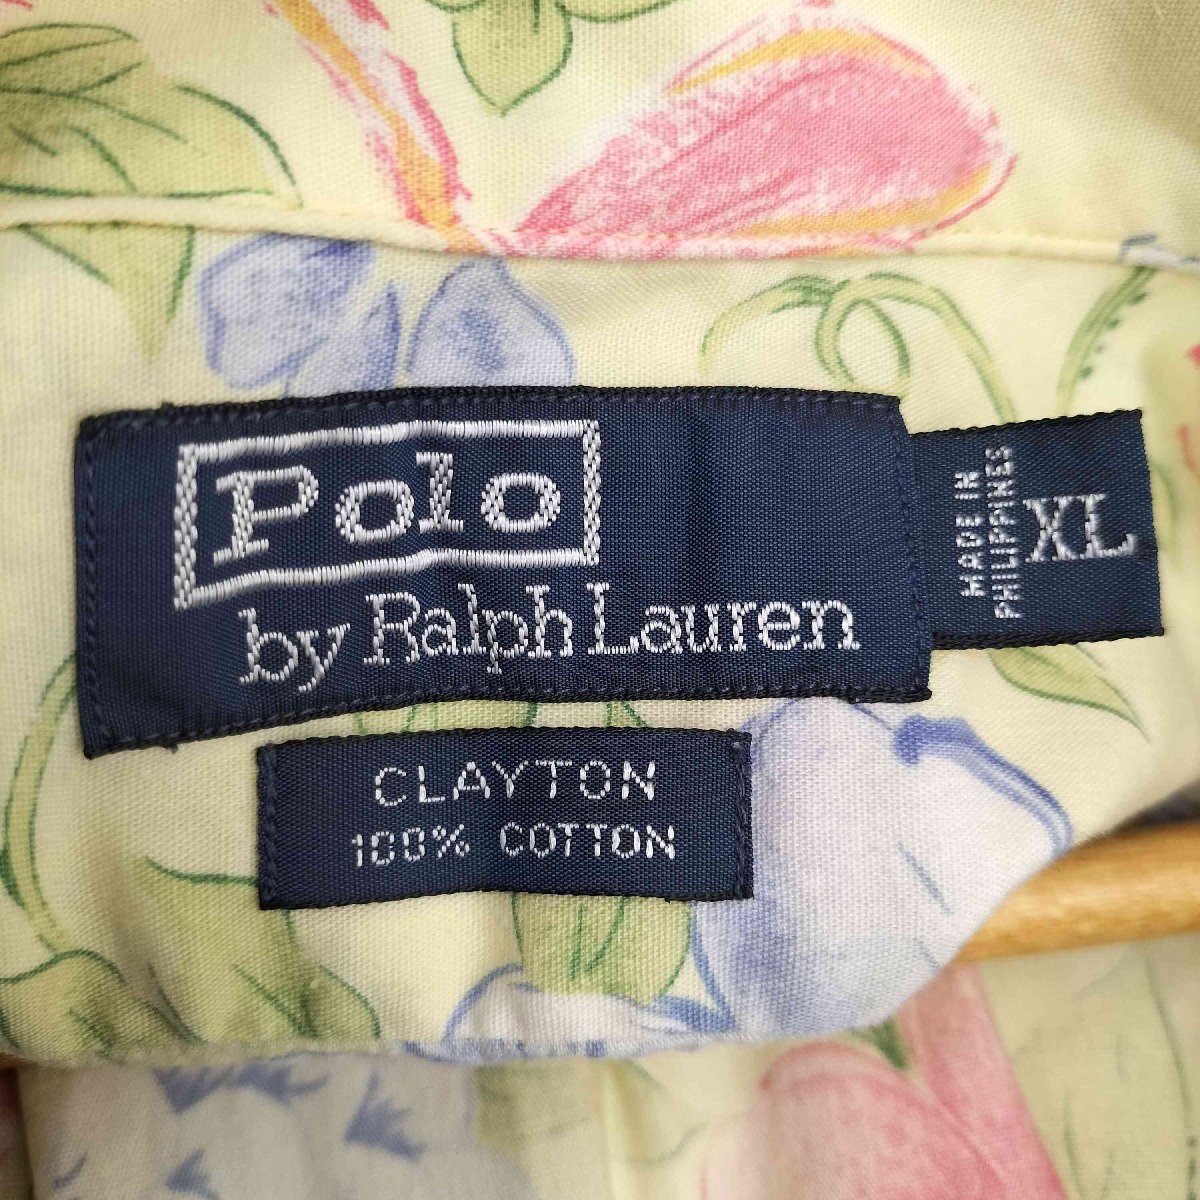 Polo
by Ralph Lauren
MADE IN
PHILIPPINES
XL
CLAYTON
100% COTTON